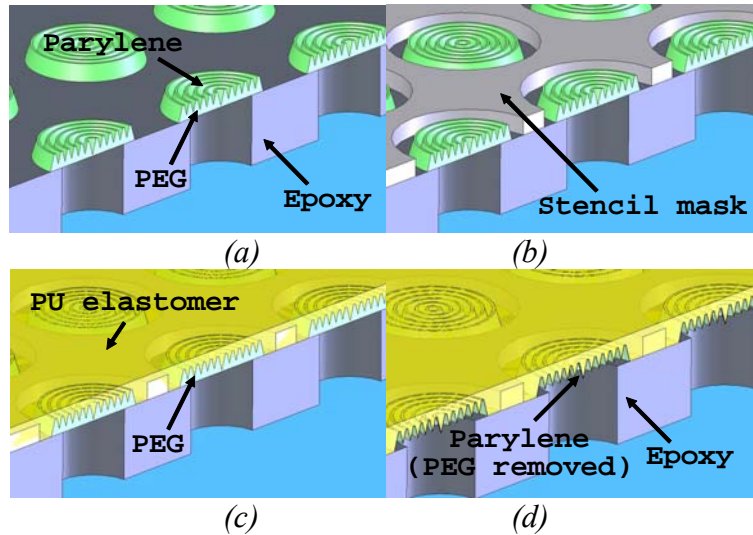 Parylene
PEG
Epoxy
(a)
Stencil mask
(b)
PU elastomer
PEG
(c)
Parylene
(PEG removed)
Epoxy
(d)